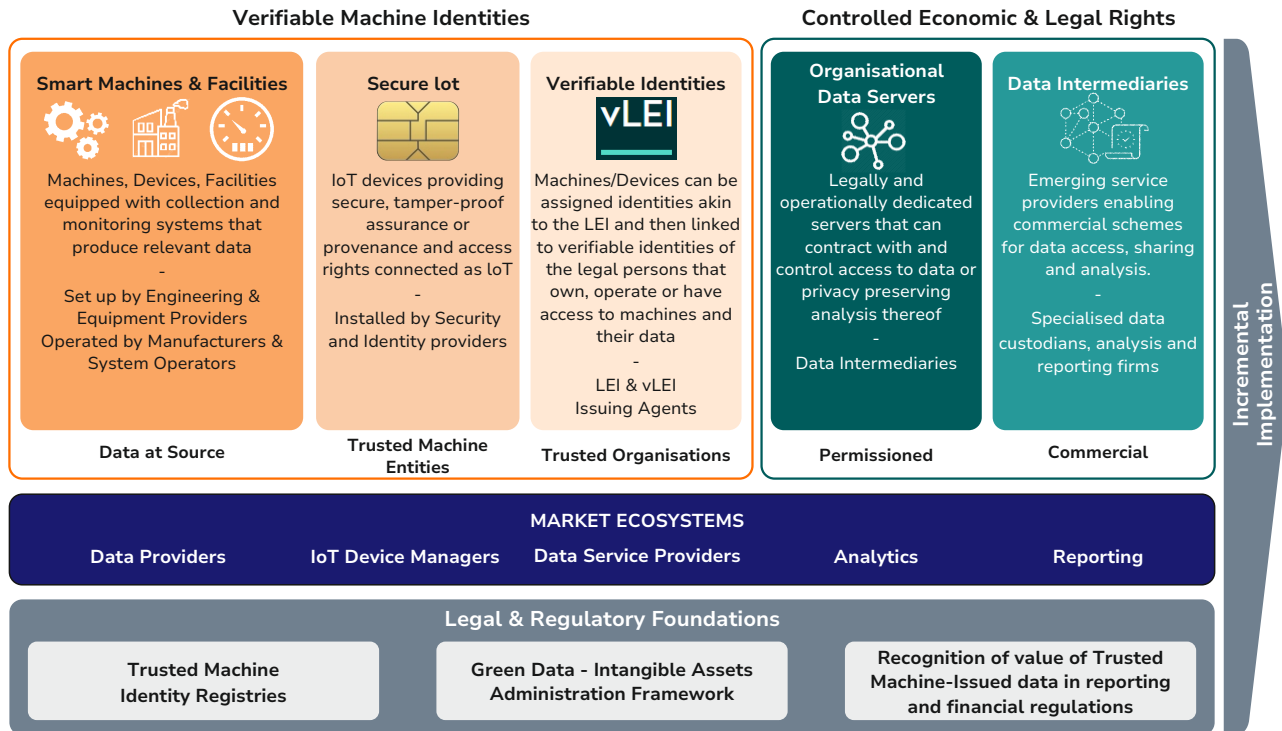 Verifiable Machine Identities
Controlled Economic & Legal Rights
Smart Machines & Facilities
Machines, Devices, Facilities
equipped with collection and
monitoring systems that
produce relevant data
-
Set up by Engineering &
Equipment Providers
Operated by Manufacturers &
System Operators
Data at Source
Secure Iot
IoT devices providing
secure, tamper-proof
assurance or
provenance and access
rights connected as IoT
-
Installed by Security
and Identity providers
Trusted Machine
Entities
Verifiable Identities
vLEI
Machines/Devices can be
assigned identities akin
to the LEI and then linked
to verifiable identities of
the legal persons that
own, operate or have
access to machines and
their data
-
LEI & vLEI
Issuing Agents
Trusted Organisations
Organisational
Data Servers
Legally and
operationally dedicated
servers that can
contract with and
control access to data or
privacy preserving
analysis thereof
-
Data Intermediaries
Permissioned
Data Intermediaries
Emerging service
providers enabling
commercial schemes
for data access, sharing
and analysis.
-
Specialised data
custodians, analysis and
reporting firms
Commercial
Incremental
Implementation
MARKET ECOSYSTEMS
Data Providers
IoT Device Managers
Data Service Providers
Analytics
Reporting
Legal & Regulatory Foundations
Trusted Machine
Identity Registries
Green Data - Intangible Assets
Administration Framework
Recognition of value of Trusted
Machine-Issued data in reporting
and financial regulations